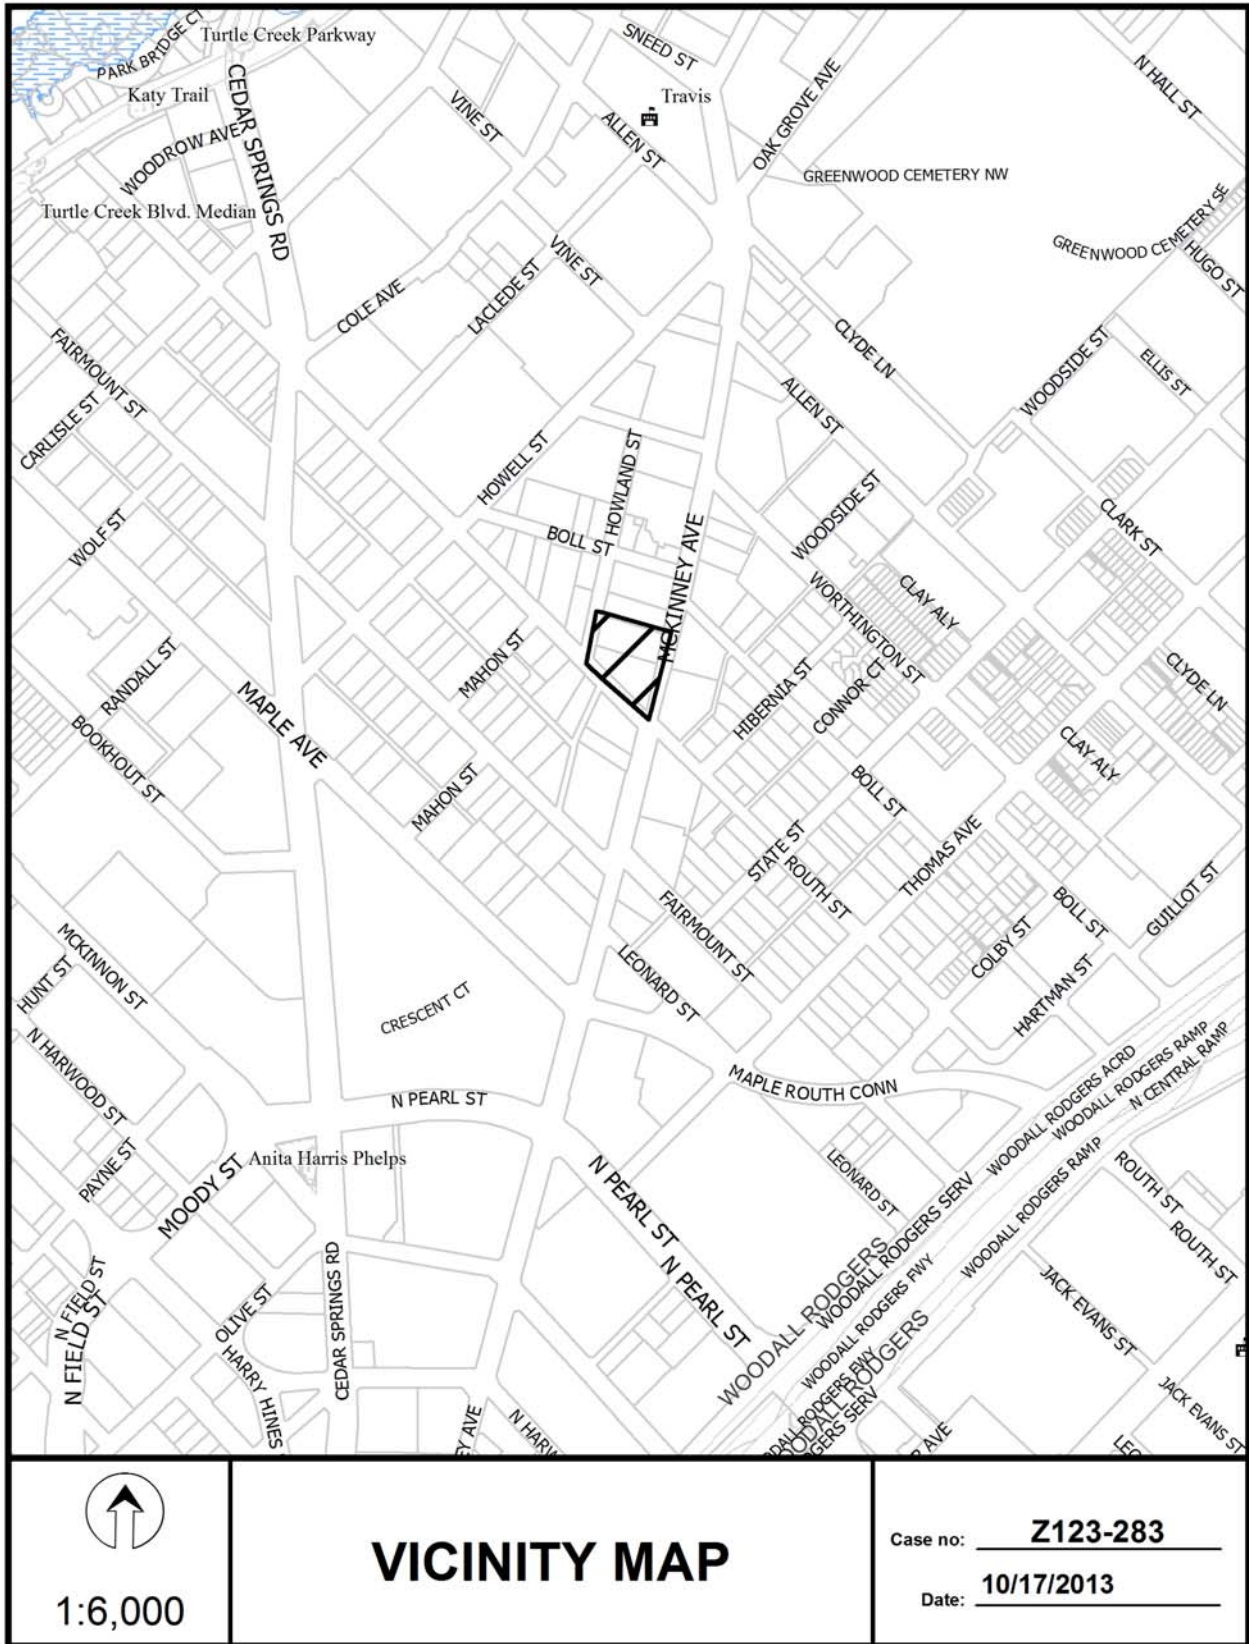 Turtle Creek Parkway
PARK BRIDGE CT
Katy Trail
CEDAR SPRINGS RD
WOODROW AVE
Turtle Creek Blvd. Median
SNEED ST
Travis
VINE ST
ALLEN ST
OAK GROVE AVE
N HALL ST
GREENWOOD CEMETERY NW
GREENWOOD CEMETERY SE
HUGO ST
VINE ST
LACLEDE ST
COLE AVE
FAIRMOUNT ST
CARLISLE ST
CLYDE LN
WOODSIDE ST
ELLIS ST
ALLEN ST
HOWELL ST
HOWLAND ST
BOLL ST
MCKINNEY AVE
WOODSIDE ST
CLARK ST
WOLF ST
WORTHINGTON ST
CLAY ALY
MAHON ST
HIBERNIA ST
CONNOR CT
CLYDE LN
RANDALL ST
MAPLE AVE
BOOKHOUT ST
CLAY ALY
MAHON ST
BOLL ST
STATE ST
ROUTH ST
THOMAS AVE
FAIRMOUNT ST
BOLL ST
GUILLOT ST
COLBY ST
MCKINNON ST
HUNT ST
LEONARD ST
HARTMAN ST
CRESCENT CT
N HARWOOD ST
MAPLE ROUTH CONN
N PEARL ST
WOODALL RODGERS ACRD
WOODALL RODGERS RAMP
N CENTRAL RAMP
PAYNE ST
MOODY ST
Anita Harris Phelps
N PEARL ST
LEONARD ST
WOODALL RODGERS SERV
WOODALL RODGERS RAMP
ROUTH ST
ROUTH ST
N FIELD ST
N FIELD ST
OLIVE ST
CEDAR SPRINGS RD
N PEARL ST
WOODALL RODGERS
WOODALL RODGERS SERV
WOODALL RODGERS FWY
JACK EVANS ST
HARRY HINES
EY AVE
N HARW
RODGERS FWY
OODALL RODGERS
DGERS SERV
AVE
JACK EVANS ST
LEO
1:6,000
VICINITY MAP
Case no: Z123-283
Date: 10/17/2013